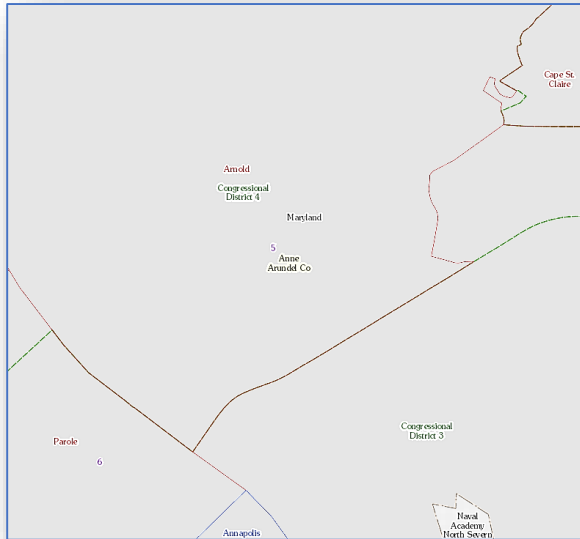 Cape St.
Claire
Arnold
Congressional
District 4
Maryland
5
Anne
Arundel Co
Congressional
District 3
Parole
6
Naval
Academy
North Severn
Annapolis